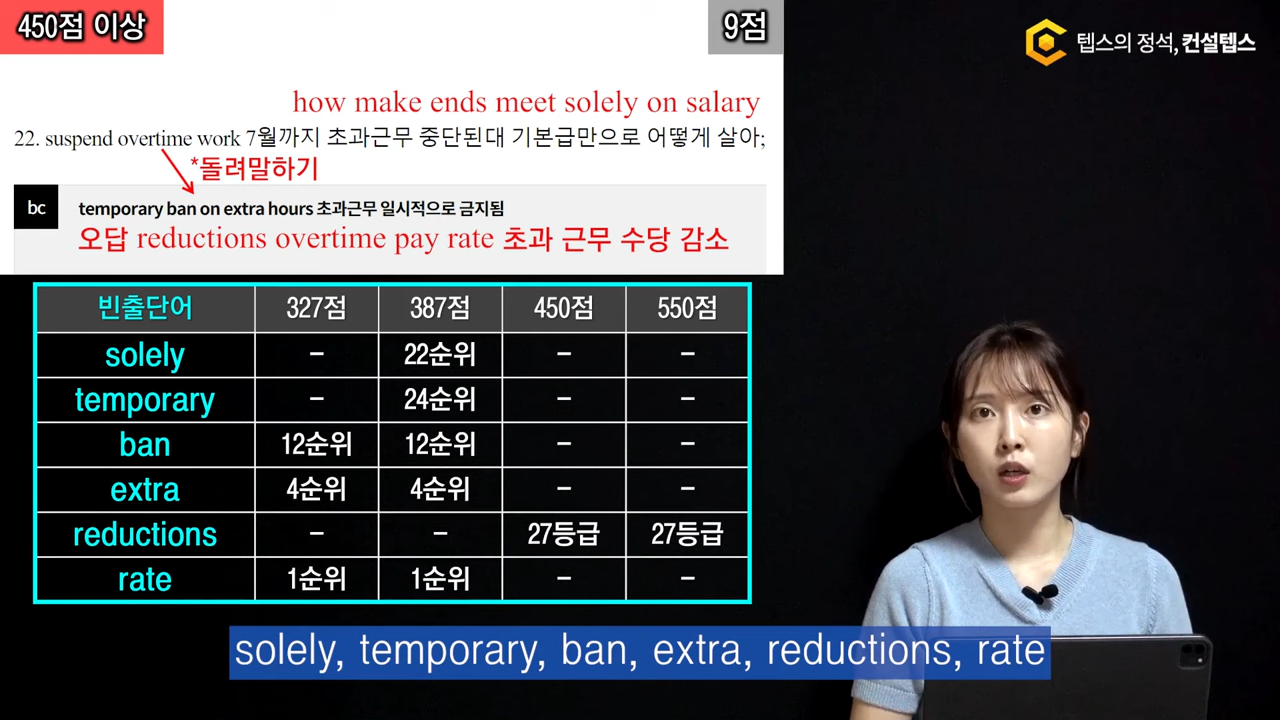 450점 이상
9점
텝스의 정석, 컨설텝스
how make ends meet solely on salary
22. suspend overtime work 7월까지 초과근무 중단된대 기본급만으로 어떻게 살아;
*돌려말하기
bc temporary ban on extra hours 초과근무 일시적으로 금지됨
오답 reductions overtime pay rate 초과 근무 수당 감소
빈출단어 327점 387점 450점 550점
solely – 22순위 – –
temporary – 24순위 – –
ban 12순위 12순위 – –
extra 4순위 4순위 – –
reductions – – 27등급 27등급
rate 1순위 1순위 – –
solely, temporary, ban, extra, reductions, rate